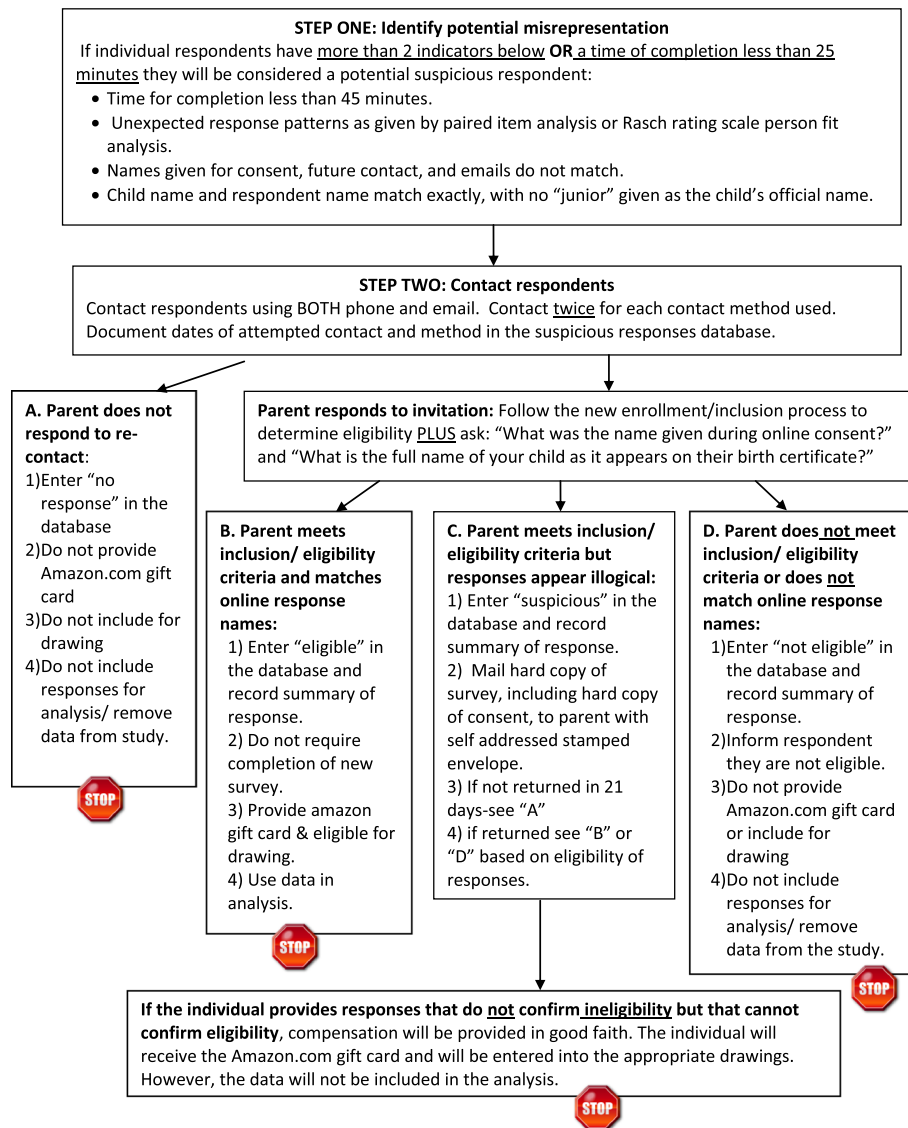 STEP ONE: Identify potential misrepresentation
If individual respondents have more than 2 indicators below OR a time of completion less than 25
minutes they will be considered a potential suspicious respondent:
• Time for completion less than 45 minutes.
• Unexpected response patterns as given by paired item analysis or Rasch rating scale person fit
analysis.
• Names given for consent, future contact, and emails do not match.
• Child name and respondent name match exactly, with no “junior” given as the child’s official name.
STEP TWO: Contact respondents
Contact respondents using BOTH phone and email. Contact twice for each contact method used.
Document dates of attempted contact and method in the suspicious responses database.
A. Parent does not
respond to re-
contact:
1)Enter “no
response” in the
database
2)Do not provide
Amazon.com gift
card
3)Do not include for
drawing
4)Do not include
responses for
analysis/ remove
data from study.
STOP
Parent responds to invitation: Follow the new enrollment/inclusion process to
determine eligibility PLUS ask: “What was the name given during online consent?”
and “What is the full name of your child as it appears on their birth certificate?”
B. Parent meets
inclusion/ eligibility
criteria and matches
online response
names:
1) Enter “eligible” in
the database and
record summary of
response.
2) Do not require
completion of new
survey.
3) Provide amazon
gift card & eligible for
drawing.
4) Use data in
analysis.
STOP
C. Parent meets inclusion/
eligibility criteria but
responses appear illogical:
1) Enter “suspicious” in the
database and record
summary of response.
2) Mail hard copy of
survey, including hard copy
of consent, to parent with
self addressed stamped
envelope.
3) If not returned in 21
days-see “A”
4) if returned see “B” or
“D” based on eligibility of
responses.
D. Parent does not meet
inclusion/ eligibility
criteria or does not
match online response
names:
1)Enter “not eligible” in
the database and
record summary of
response.
2)Inform respondent
they are not eligible.
3)Do not provide
Amazon.com gift card
or include for
drawing
4)Do not include
responses for
analysis/ remove
data from the study.
STOP
If the individual provides responses that do not confirm ineligibility but that cannot
confirm eligibility, compensation will be provided in good faith. The individual will
receive the Amazon.com gift card and will be entered into the appropriate drawings.
However, the data will not be included in the analysis.
STOP